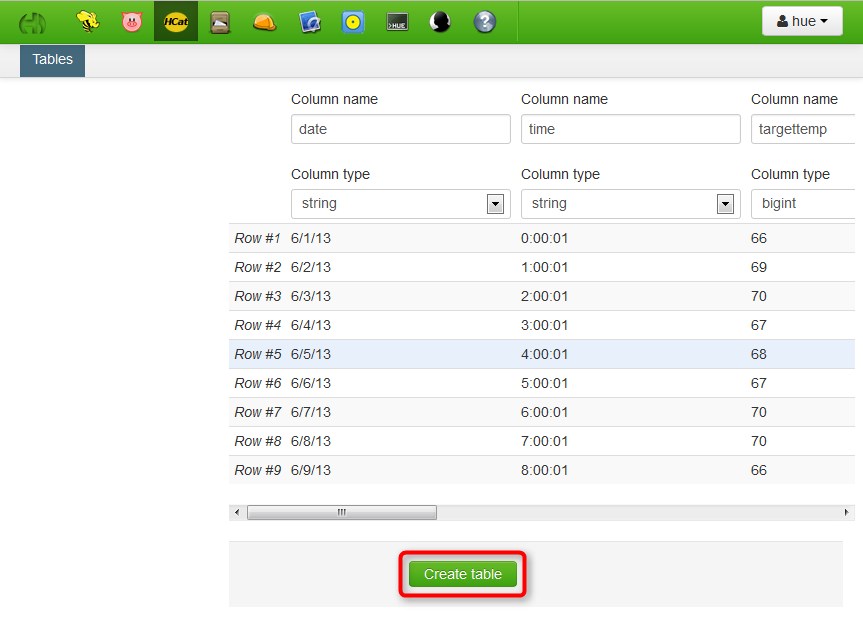 HCat
>HUE
?
hue
Tables
Column name Column name Column name
date time targettemp
Column type Column type Column type
string string bigint
Row #1 6/1/13 0:00:01 66
Row #2 6/2/13 1:00:01 69
Row #3 6/3/13 2:00:01 70
Row #4 6/4/13 3:00:01 67
Row #5 6/5/13 4:00:01 68
Row #6 6/6/13 5:00:01 67
Row #7 6/7/13 6:00:01 70
Row #8 6/8/13 7:00:01 70
Row #9 6/9/13 8:00:01 66
Create table